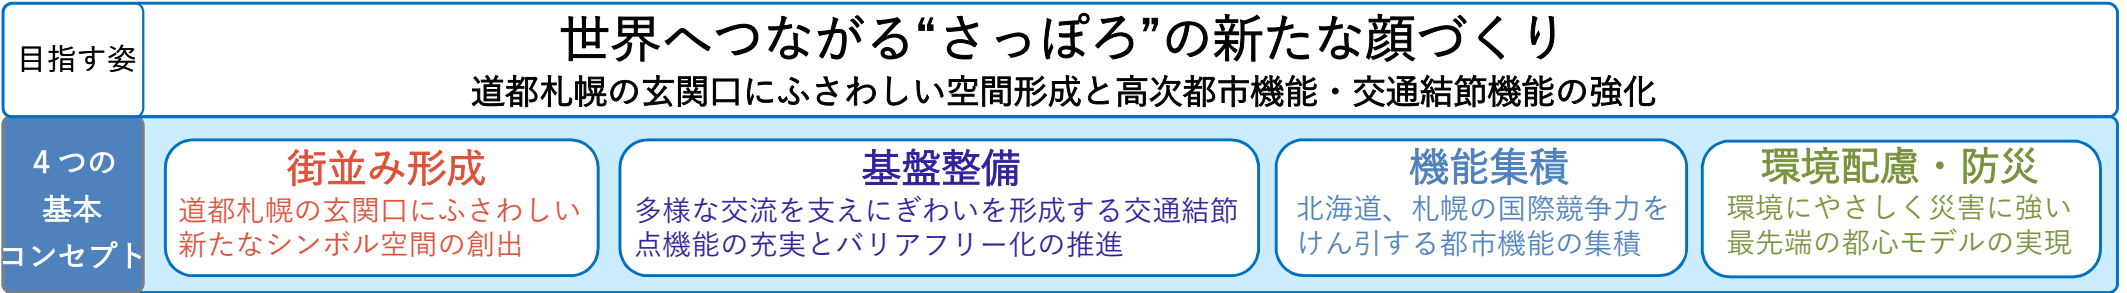 目指す姿
世界へつながる“さっぽろ”の新たな顔づくり
道都札幌の玄関口にふさわしい空間形成と高次都市機能・交通結節機能の強化
4つの
基本
コンセプト
街並み形成
道都札幌の玄関口にふさわしい
新たなシンボル空間の創出
基盤整備
多様な交流を支えにぎわいを形成する交通結節
点機能の充実とバリアフリー化の推進
機能集積
北海道、札幌の国際競争力を
けん引する都市機能の集積
環境配慮・防災
環境にやさしく災害に強い
最先端の都心モデルの実現